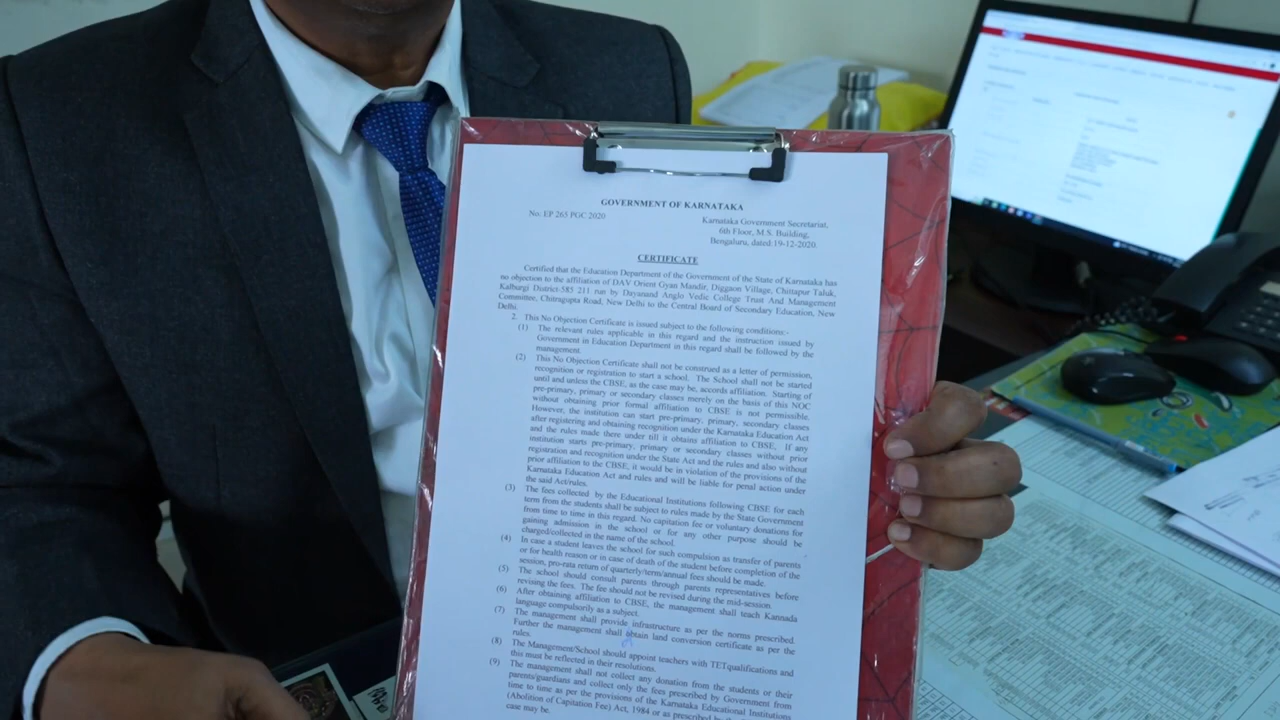 GOVERNMENT OF KARNATAKA
No. EP 265 PGC 2020
Karnataka Government Secretariat,
6th Floor, M.S. Building,
Bengaluru, dated:19-12-2020.
CERTIFICATE
Certified that the Education Department of the Government of the State of Karnataka has
no objection to the affiliation of DAV Orient Gyan Mandir, Diggaon Village, Chittapur Taluk,
Kalburgi District-585 211 run by Dayanand Anglo Vedic College Trust And Management
Committee, Chitragupta Road, New Delhi to the Central Board of Secondary Education, New
Delhi.
2. This No Objection Certificate is issued subject to the following conditions:-
(1) The relevant rules applicable in this regard and the instruction issued by
Government in Education Department in this regard shall be followed by the
management.
(2) This No Objection Certificate shall not be construed as a letter of permission,
recognition or registration to start a school. The School shall not be started
until and unless the CBSE, as the case may be, accords affiliation. Starting of
pre-primary, primary or secondary classes merely on the basis of this NOC
without obtaining prior formal affiliation to CBSE is not permissible.
However, the institution can start pre-primary, primary, secondary classes
after registering and obtaining recognition under the Karnataka Education Act
and the rules made there under till it obtains affiliation to CBSE. If any
institution starts pre-primary, primary or secondary classes without prior
registration and recognition under the State Act and the rules and also without
prior affiliation to the CBSE, it would be in violation of the provisions of the
Karnataka Education Act and rules and will be liable for penal action under
the said Act/rules.
(3) The fees collected by the Educational Institutions following CBSE for each
term from the students shall be subject to rules made by the State Government
from time to time in this regard. No capitation fee or voluntary donations for
gaining admission in the school or for any other purpose should be
charged/collected in the name of the school.
(4) In case a student leaves the school for such compulsion as transfer of parents
or for health reason or in case of death of the student before completion of the
session, pro-rata return of quarterly/term/annual fees should be made.
(5) The school should consult parents through parents representatives before
revising the fees. The fee should not be revised during the mid-session.
(6) After obtaining affiliation to CBSE, the management shall teach Kannada
language compulsorily as a subject.
(7) The management shall provide infrastructure as per the norms prescribed.
Further the management shall obtain land conversion certificate as per the
rules.
(8) The Management/School should appoint teachers with TETqualifications and
this must be reflected in their resolutions.
(9) The management shall not collect any donation from the students or their
parents/guardians and collect only the fees prescribed by Government from
time to time as per the provisions of the Karnataka Educational Institutions
(Abolition of Capitation Fee) Act, 1984 or as prescribed by
case may be.